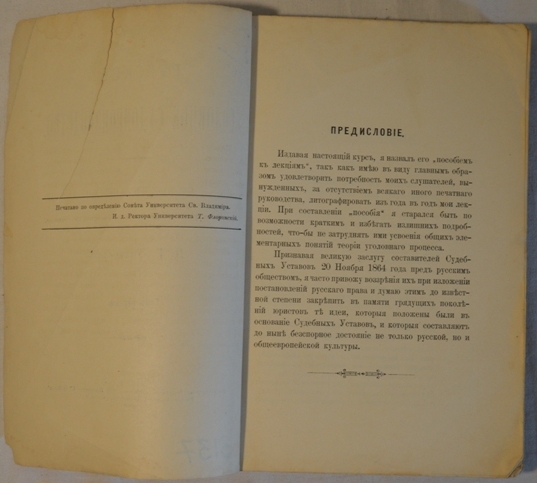 Печатано по опредѣленію Совѣта Университета Св. Владиміра.
И. д. Ректора Университета Т. Флоринскій.
ПРЕДИСЛОВІЕ.
Издавая настоящій курсъ, я назвалъ его „пособіемъ
къ лекціямъ“, такъ какъ имѣю въ виду главнымъ обра-
зомъ удовлетворить потребность моихъ слушателей, вы-
нужденныхъ, за отсутствіемъ всякаго иного печатнаго
руководства, литографировать изъ года въ годъ мои лек-
ціи. При составленіи „пособія“ я старался быть по
возможности краткимъ и избѣгать излишнихъ подроб-
ностей, что-бы не затруднять ими усвоенія общихъ эле-
ментарныхъ понятій теоріи уголовнаго процесса.
Признавая великую заслугу составителей Судеб-
ныхъ Уставовъ 20 Ноября 1864 года предъ русскимъ
обществомъ, я часто привожу воззрѣнія ихъ при изложеніи
постановленій русскаго права и думаю этимъ до извѣст-
ной степени закрѣпить въ памяти грядущихъ поколѣ-
ній юристовъ тѣ идеи, которыя положены были въ
основаніе Судебныхъ Уставовъ, и которыя составляютъ
до нынѣ безспорное достояніе не только русской, но и
общеевропейской культуры.